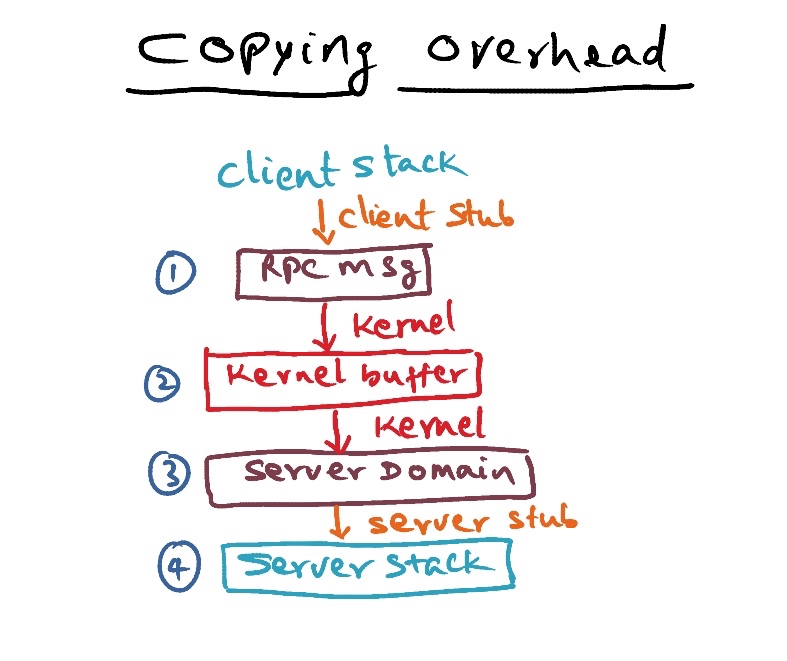 Copying Overhead
Client Stack
Client Stub
① RPC msg
Kernel
② Kernel buffer
Kernel
③ Server Domain
Server stub
④ Server Stack